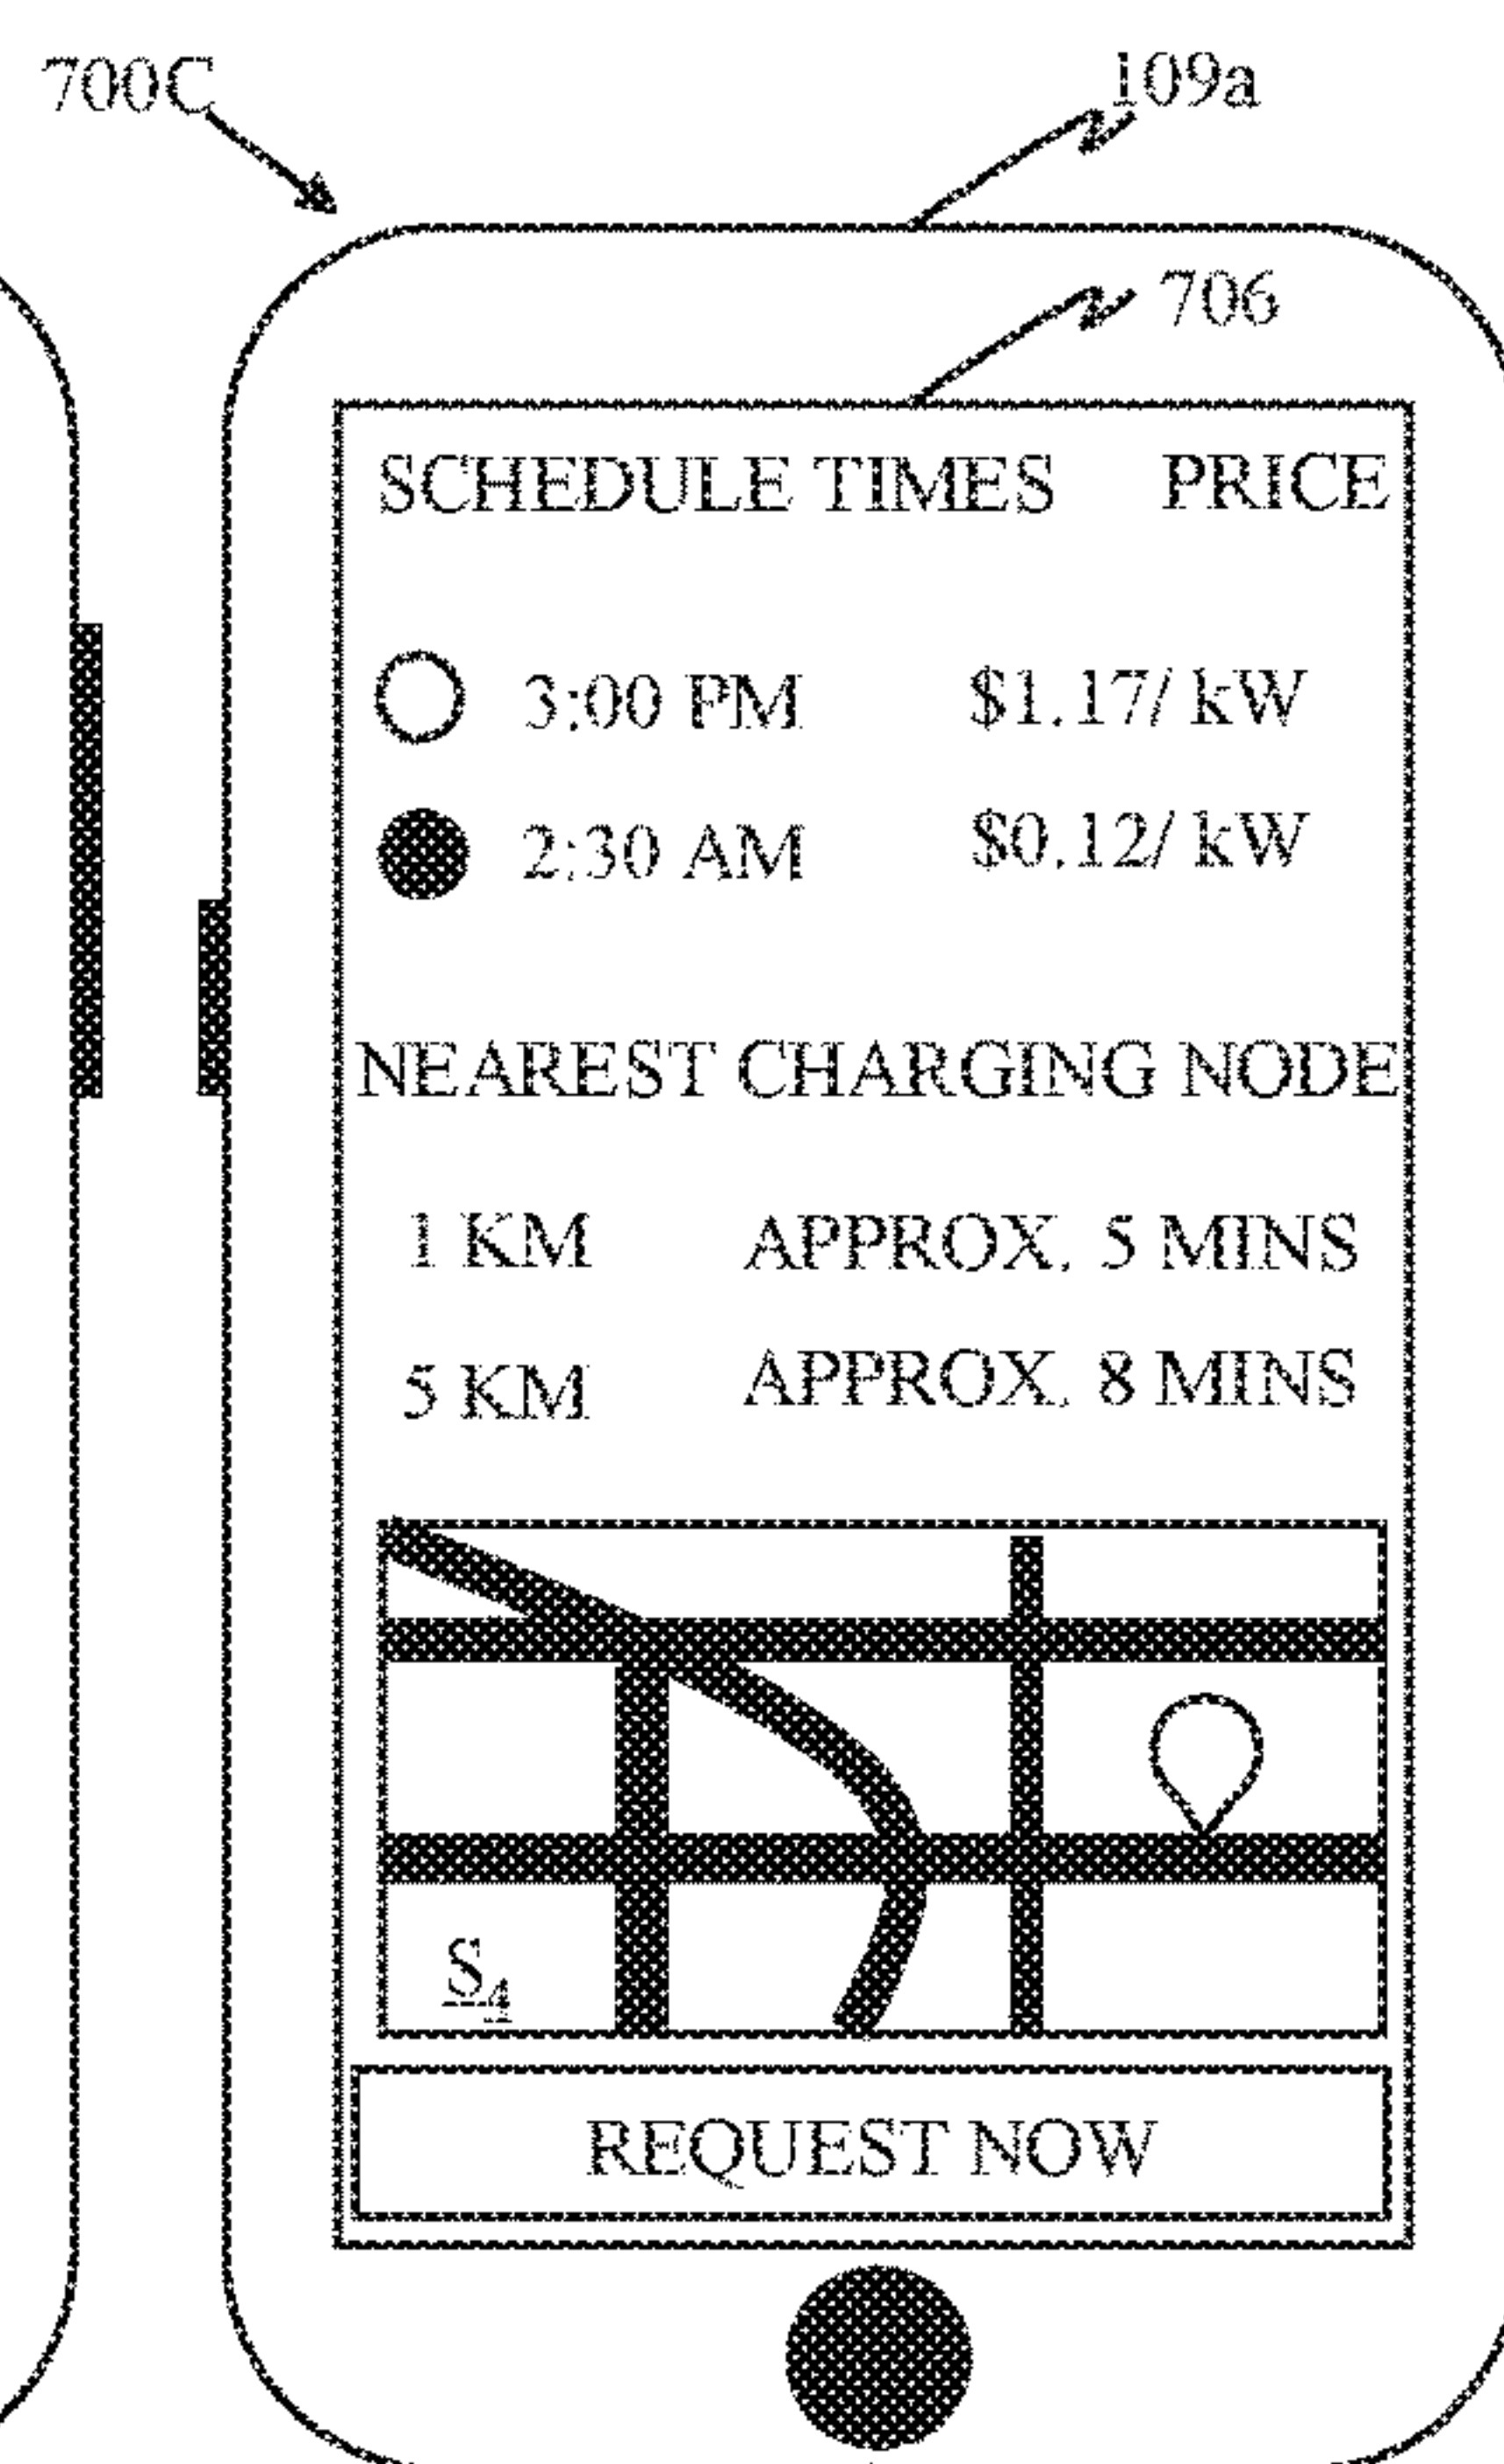 700C 109a
706
SCHEDULE TIMES PRICE
3:00 PM $1.17/ kW
2:30 AM $0.12/ kW
NEAREST CHARGING NODE
1 KM APPROX. 5 MINS
5 KM APPROX. 8 MINS
S4
REQUEST NOW